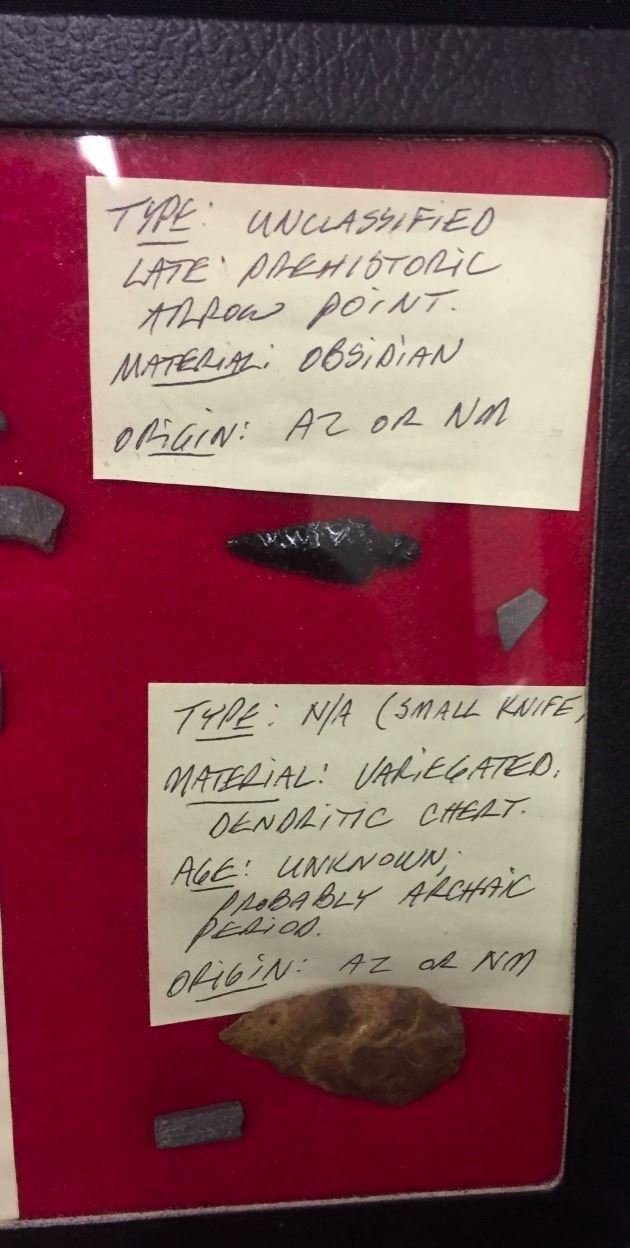 TYPE: UNCLASSIFIED
LATE PREHISTORIC
ARROW POINT.
MATERIAL: OBSIDIAN
ORIGIN: AZ OR NM
TYPE: N/A (SMALL KNIFE)
MATERIAL: VARIEGATED,
DENDRITIC CHERT.
AGE: UNKNOWN;
PROBABLY ARCHAIC
PERIOD.
ORIGIN: AZ OR NM